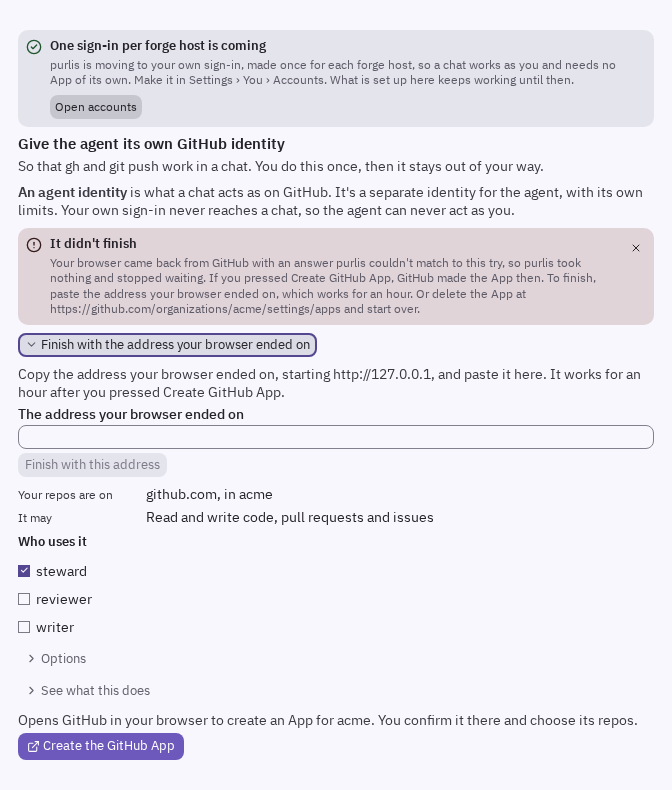 One sign-in per forge host is coming
purlis is moving to your own sign-in, made once for each forge host, so a chat works as you and needs no
App of its own. Make it in Settings › You › Accounts. What is set up here keeps working until then.
Open accounts
Give the agent its own GitHub identity
So that gh and git push work in a chat. You do this once, then it stays out of your way.
An agent identity is what a chat acts as on GitHub. It's a separate identity for the agent, with its own
limits. Your own sign-in never reaches a chat, so the agent can never act as you.
It didn't finish
Your browser came back from GitHub with an answer purlis couldn't match to this try, so purlis took
nothing and stopped waiting. If you pressed Create GitHub App, GitHub made the App then. To finish,
paste the address your browser ended on, which works for an hour. Or delete the App at
https://github.com/organizations/acme/settings/apps and start over.
Finish with the address your browser ended on
Copy the address your browser ended on, starting http://127.0.0.1, and paste it here. It works for an
hour after you pressed Create GitHub App.
The address your browser ended on
Finish with this address
Your repos are on github.com, in acme
It may Read and write code, pull requests and issues
Who uses it
steward
reviewer
writer
Options
See what this does
Opens GitHub in your browser to create an App for acme. You confirm it there and choose its repos.
Create the GitHub App